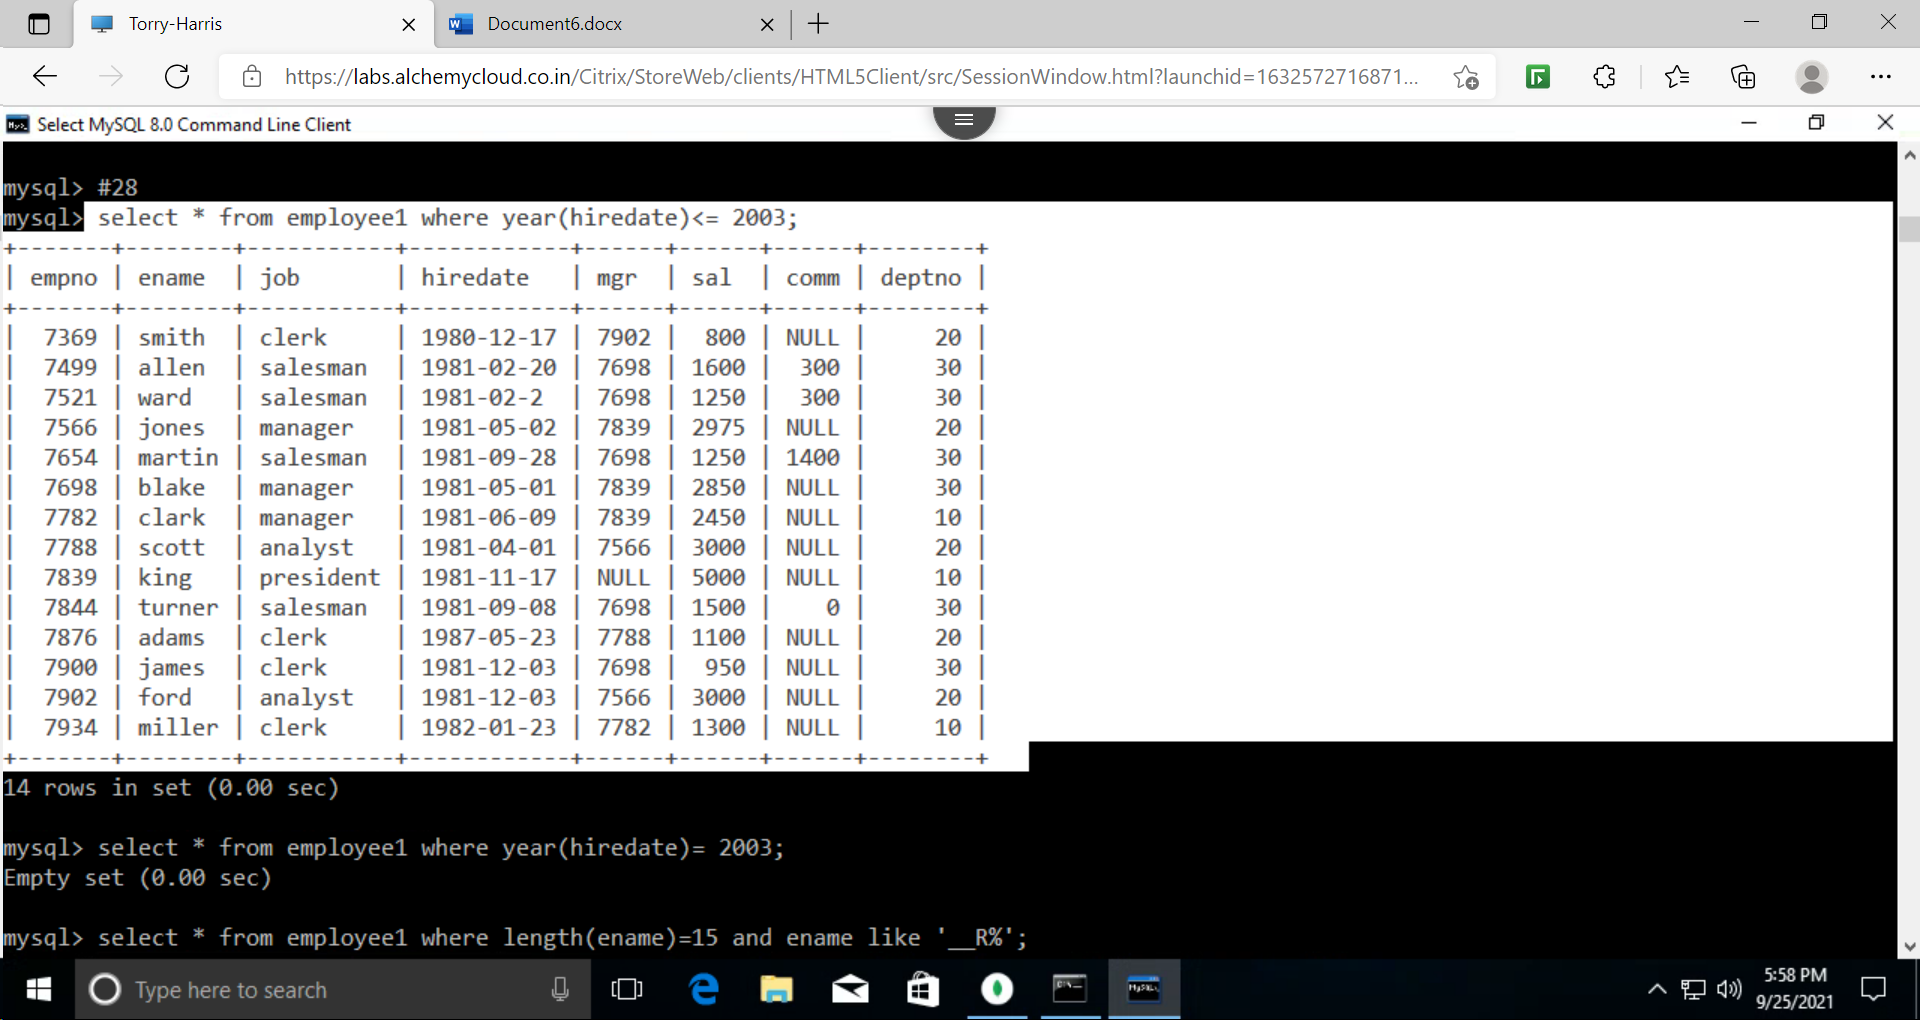 Torry-Harris
Document6.docx
https://labs.alchemycloud.co.in/Citrix/StoreWeb/clients/HTML5Client/src/SessionWindow.html?launchid=1632572716871...
Select MySQL 8.0 Command Line Client
mysql> #28
mysql> select * from employee1 where year(hiredate)<= 2003;
+-------+--------+-----------+------------+------+------+------+--------+
| empno | ename  | job       | hiredate   | mgr  | sal  | comm | deptno |
+-------+--------+-----------+------------+------+------+------+--------+
|  7369 | smith  | clerk     | 1980-12-17 | 7902 |  800 | NULL |     20 |
|  7499 | allen  | salesman  | 1981-02-20 | 7698 | 1600 |  300 |     30 |
|  7521 | ward   | salesman  | 1981-02-2  | 7698 | 1250 |  300 |     30 |
|  7566 | jones  | manager   | 1981-05-02 | 7839 | 2975 | NULL |     20 |
|  7654 | martin | salesman  | 1981-09-28 | 7698 | 1250 | 1400 |     30 |
|  7698 | blake  | manager   | 1981-05-01 | 7839 | 2850 | NULL |     30 |
|  7782 | clark  | manager   | 1981-06-09 | 7839 | 2450 | NULL |     10 |
|  7788 | scott  | analyst   | 1981-04-01 | 7566 | 3000 | NULL |     20 |
|  7839 | king   | president | 1981-11-17 | NULL | 5000 | NULL |     10 |
|  7844 | turner | salesman  | 1981-09-08 | 7698 | 1500 |    0 |     30 |
|  7876 | adams  | clerk     | 1987-05-23 | 7788 | 1100 | NULL |     20 |
|  7900 | james  | clerk     | 1981-12-03 | 7698 |  950 | NULL |     30 |
|  7902 | ford   | analyst   | 1981-12-03 | 7566 | 3000 | NULL |     20 |
|  7934 | miller | clerk     | 1982-01-23 | 7782 | 1300 | NULL |     10 |
+-------+--------+-----------+------------+------+------+------+--------+
14 rows in set (0.00 sec)
mysql> select * from employee1 where year(hiredate)= 2003;
Empty set (0.00 sec)
mysql> select * from employee1 where length(ename)=15 and ename like '__R%';
Type here to search
5:58 PM
9/25/2021